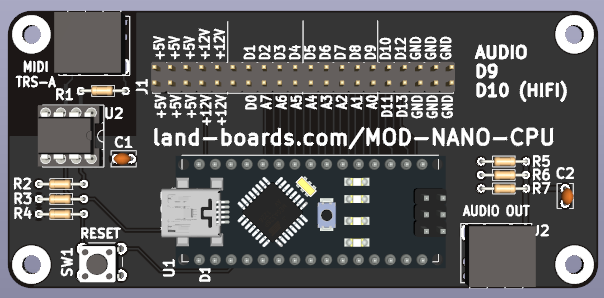 MIDI
TRS-A
R1
U2
C1
R2
R3
R4
RESET
SW1
J1
+5V +5V +5V +12V +12V D1 D2 D3 D4 D5 D6 D7 D8 D9 D10 D12 GND GND GND
+5V +5V +5V +12V +12V D0 A7 A6 A5 A4 A3 A2 A1 A0 D11 D13 GND GND GND
AUDIO
D9
D10 (HIFI)
land-boards.com/MOD-NANO-CPU
U1
D1
R5
R6
R7
C2
AUDIO OUT
J2